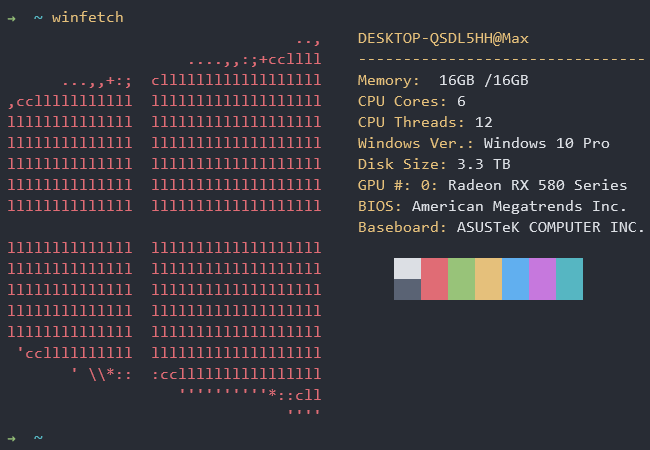 ➜  ~ winfetch
                                ..,    DESKTOP-QSDL5HH@Max
                    ....,,:;+ccllll    --------------------------------
      ...,,+:;  cllllllllllllllllll    Memory:  16GB /16GB
,cclllllllllll  lllllllllllllllllll    CPU Cores: 6
llllllllllllll  lllllllllllllllllll    CPU Threads: 12
llllllllllllll  lllllllllllllllllll    Windows Ver.: Windows 10 Pro
llllllllllllll  lllllllllllllllllll    Disk Size: 3.3 TB
llllllllllllll  lllllllllllllllllll    GPU #: 0: Radeon RX 580 Series
llllllllllllll  lllllllllllllllllll    BIOS: American Megatrends Inc.
                                       Baseboard: ASUSTeK COMPUTER INC.
llllllllllllll  lllllllllllllllllll
llllllllllllll  lllllllllllllllllll
llllllllllllll  lllllllllllllllllll
llllllllllllll  lllllllllllllllllll
llllllllllllll  lllllllllllllllllll
 'ccllllllllll  lllllllllllllllllll
       ' \\*::  :ccllllllllllllllll
                   ''''''''''*::cll
                               ''''
➜  ~